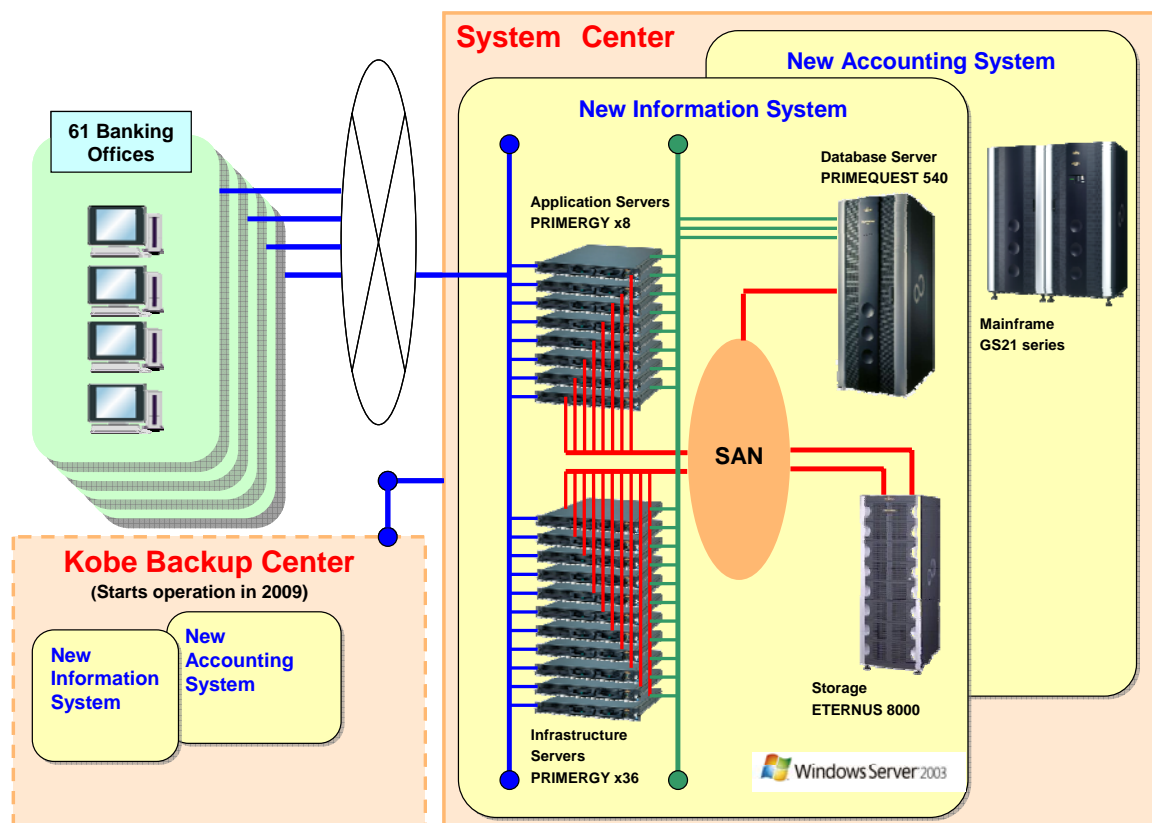 System Center
New Accounting System
New Information System
61 Banking
Offices
Database Server
PRIMEQUEST 540
Application Servers
PRIMERGY x8
Mainframe
GS21 series
SAN
Kobe Backup Center
(Starts operation in 2009)
New
Information
System
New
Accounting
System
Storage
ETERNUS 8000
Infrastructure
Servers
PRIMERGY x36
Windows Server 2003